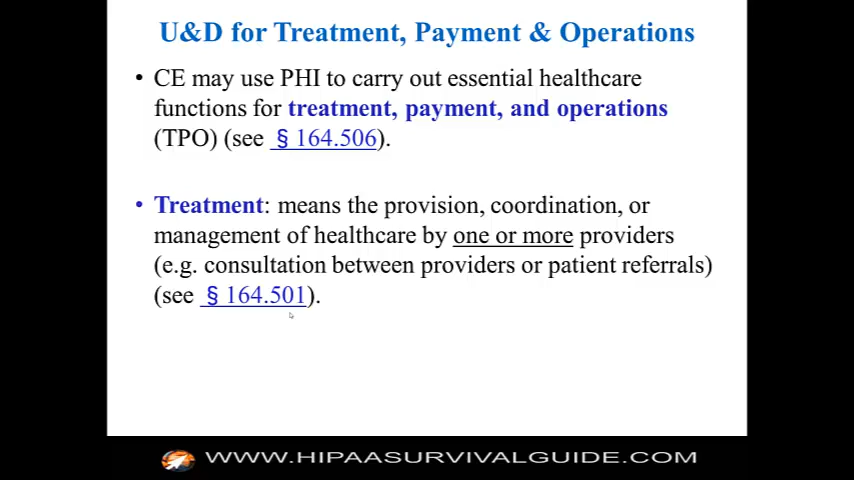 U&D for Treatment, Payment & Operations
• CE may use PHI to carry out essential healthcare
functions for treatment, payment, and operations
(TPO) (see § 164.506).
• Treatment: means the provision, coordination, or
management of healthcare by one or more providers
(e.g. consultation between providers or patient referrals)
(see § 164.501).
WWW.HIPAASURVIVALGUIDE.COM